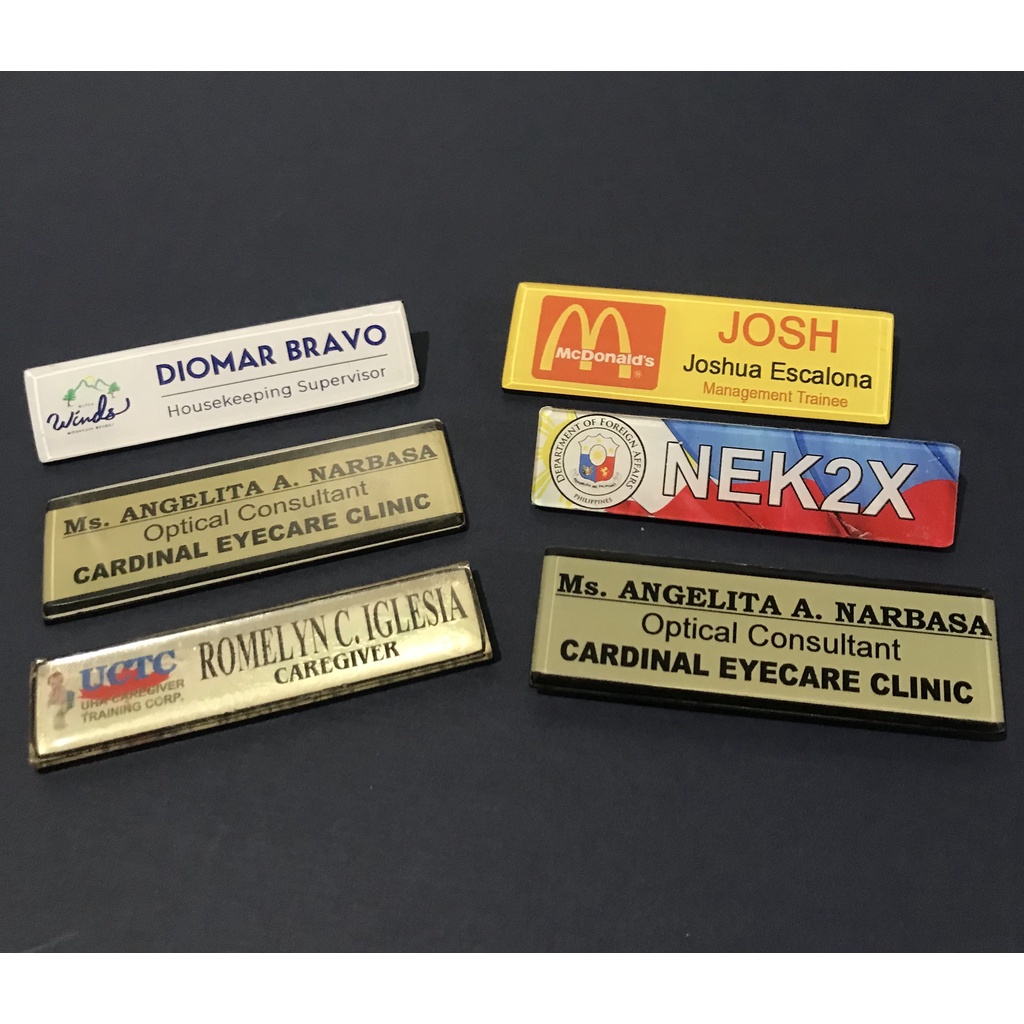 DIOMAR BRAVO
Housekeeping Supervisor
Winds
Ms. ANGELITA A. NARBASA
Optical Consultant
CARDINAL EYECARE CLINIC
UCTC
CAREGIVER
TRAINING CORP.
ROMELYN C. IGLESIA
CAREGIVER
McDonald's
JOSH
Joshua Escalona
Management Trainee
DEPARTMENT OF FOREIGN AFFAIRS
PHILIPPINES
NEK2X
Ms. ANGELITA A. NARBASA
Optical Consultant
CARDINAL EYECARE CLINIC